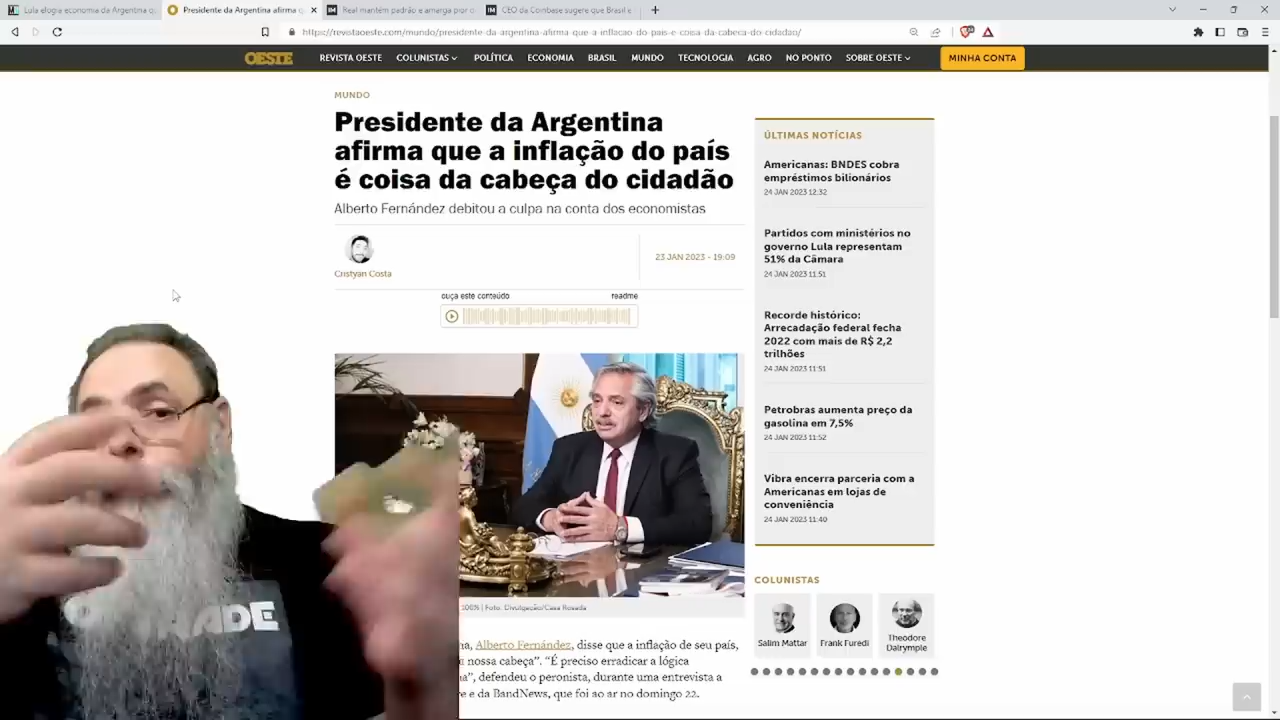 Lula elogia economia da Argentina qu
Presidente da Argentina afirma q
Real mantém padrão e amarga por o
CEO da Coinbase sugere que Brasil e
https://revistaoeste.com/mundo/presidente-da-argentina-afirma-que-a-inflacao-do-pais-e-coisa-da-cabeca-do-cidadao/
OESTE
REVISTA OESTE
COLUNISTAS
POLÍTICA
ECONOMIA
BRASIL
MUNDO
TECNOLOGIA
AGRO
NO PONTO
SOBRE OESTE
MINHA CONTA
MUNDO
Presidente da Argentina
afirma que a inflação do país
é coisa da cabeça do cidadão
Alberto Fernández debitou a culpa na conta dos economistas
Cristyan Costa
23 JAN 2023 - 19:09
ouça este conteúdo
readme
100% | Foto: Divulgação/Casa Rosada
Alberto Fernández, disse que a inflação de seu país,
nossa cabeça”. “É preciso erradicar a lógica
defendeu o peronista, durante uma entrevista a
e da BandNews, que foi ao ar no domingo 22.
ÚLTIMAS NOTÍCIAS
Americanas: BNDES cobra
empréstimos bilionários
24 JAN 2023 12:32
Partidos com ministérios no
governo Lula representam
51% da Câmara
24 JAN 2023 11:51
Recorde histórico:
Arrecadação federal fecha
2022 com mais de R$ 2,2
trilhões
24 JAN 2023 11:51
Petrobras aumenta preço da
gasolina em 7,5%
24 JAN 2023 11:52
Vibra encerra parceria com a
Americanas em lojas de
conveniência
24 JAN 2023 11:40
COLUNISTAS
Salim Mattar
Frank Furedi
Theodore
Dalrymple